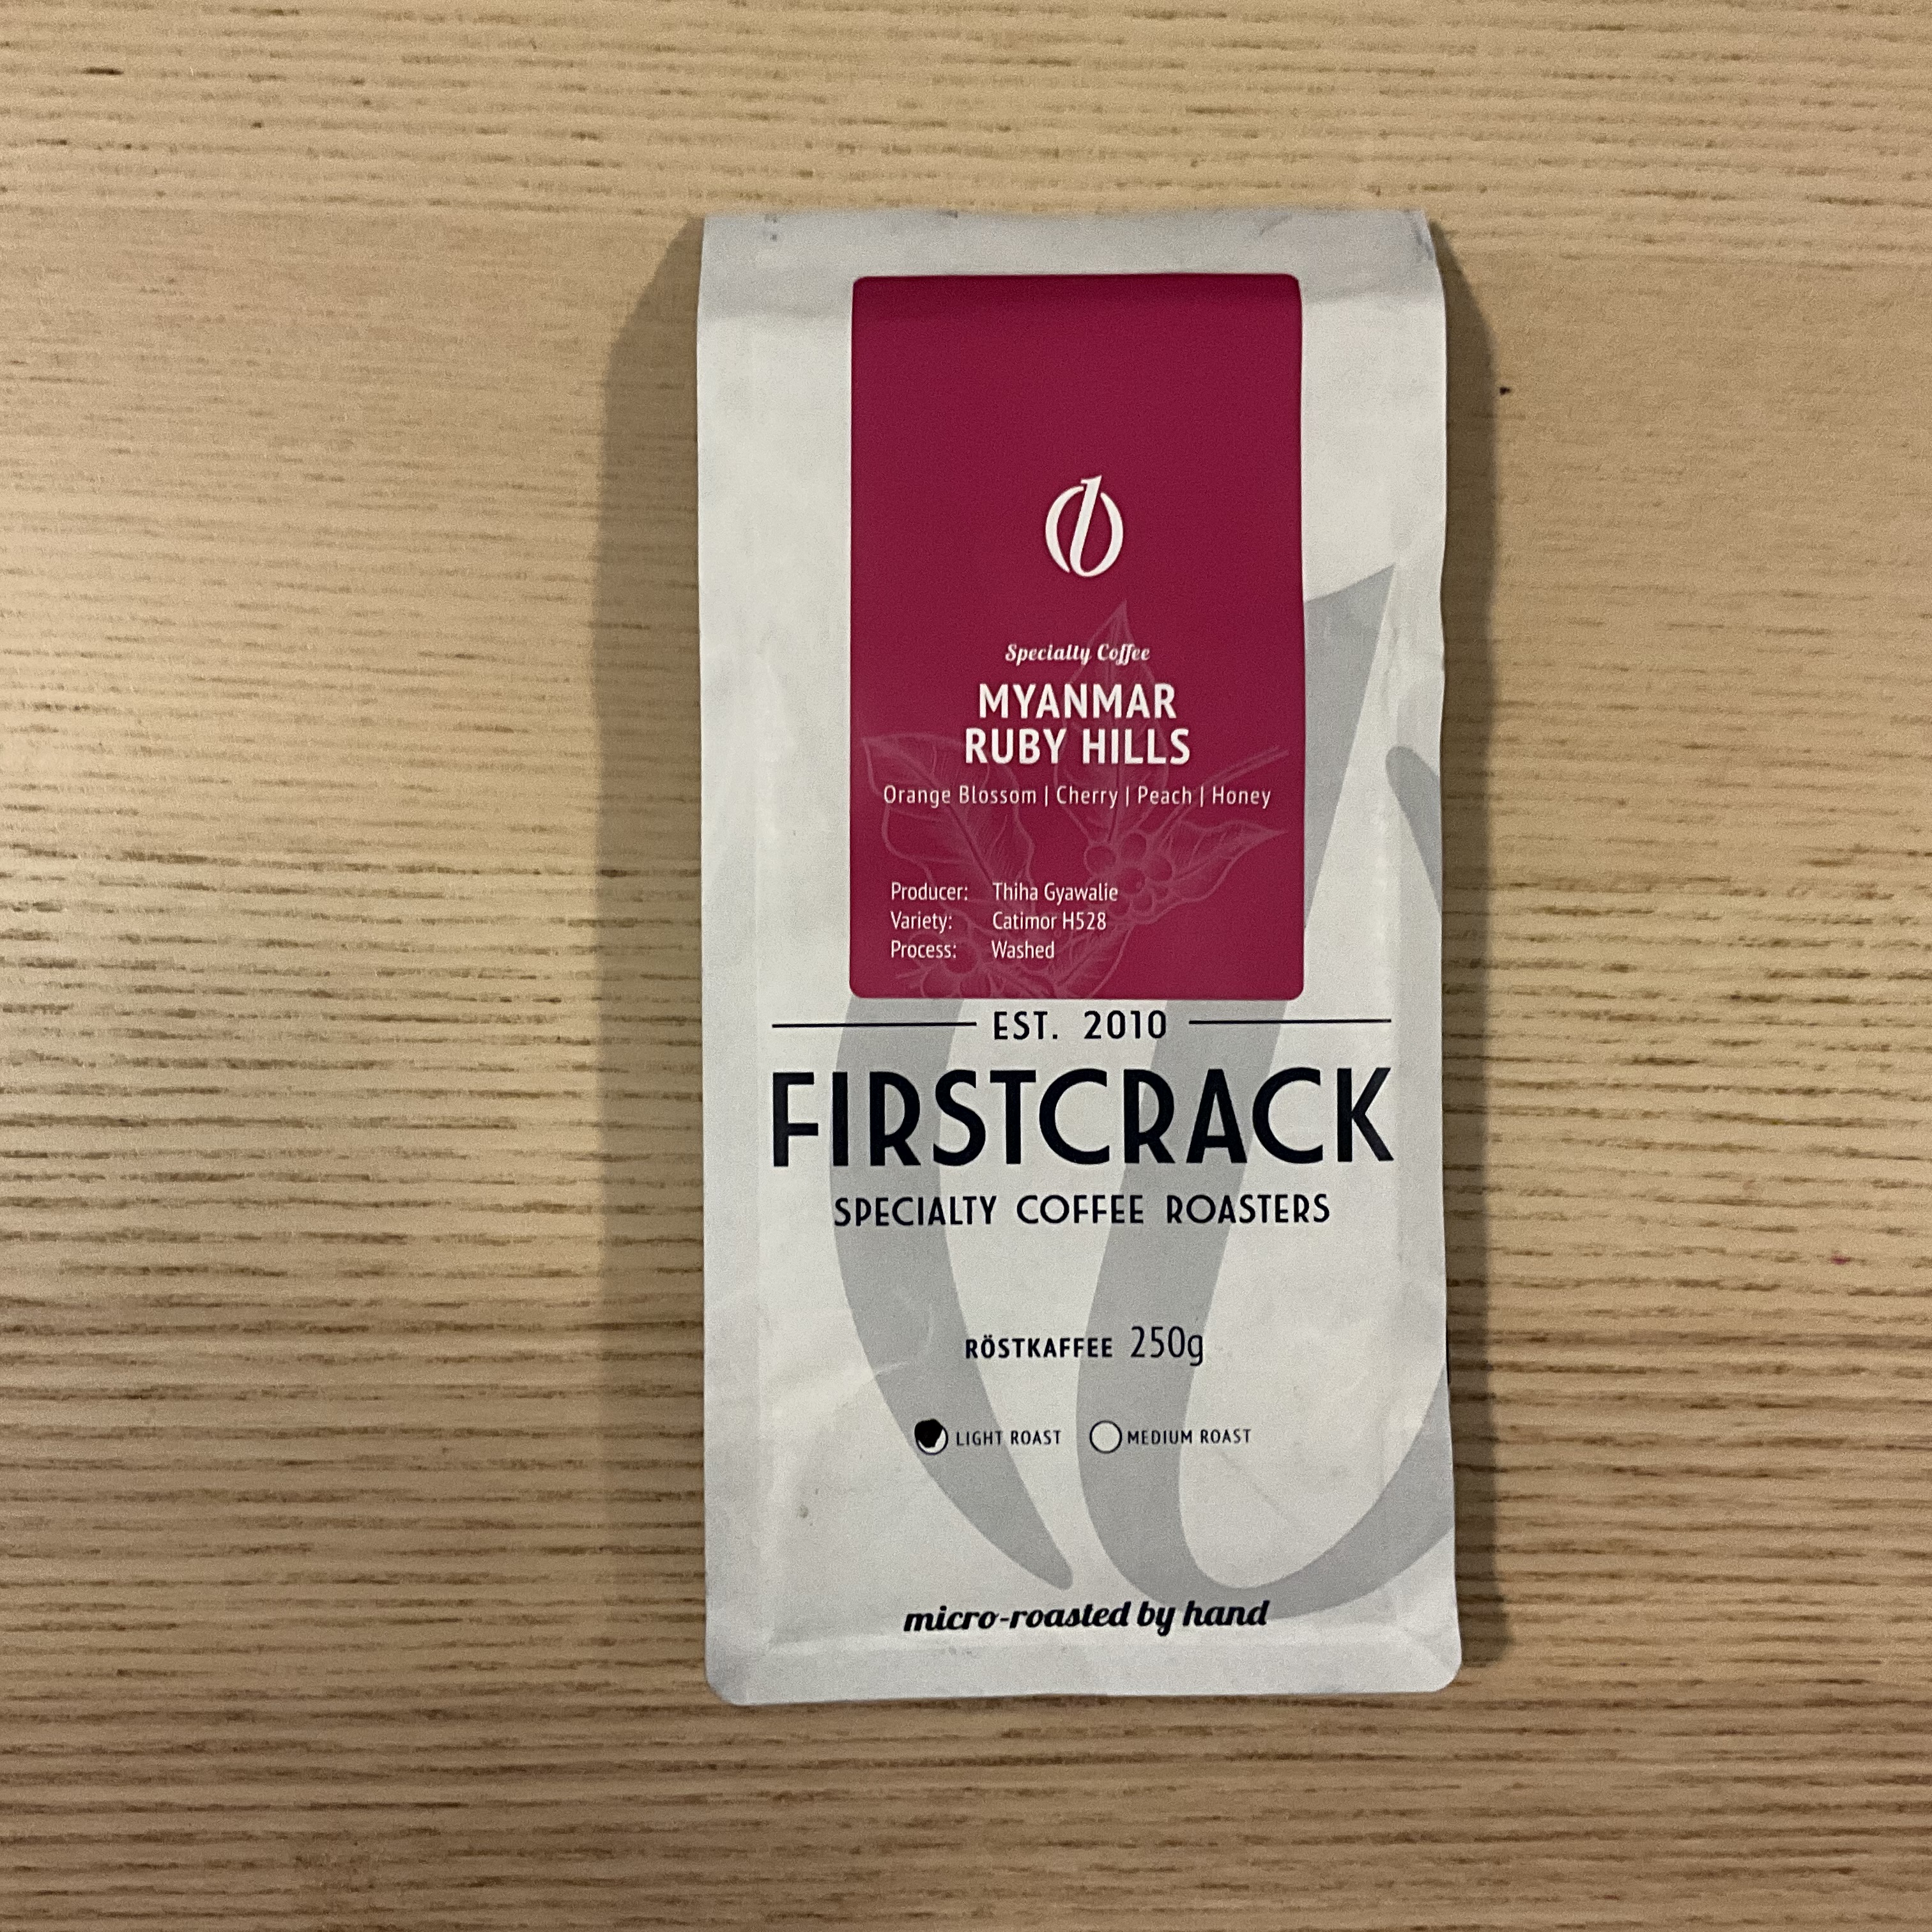 Specialty Coffee
MYANMAR
RUBY HILLS
Orange Blossom | Cherry | Peach | Honey
Producer: Thiha Gyawalie
Variety: Catimor H528
Process: Washed
EST. 2010
FIRSTCRACK
SPECIALTY COFFEE ROASTERS
RÖSTKAFFEE 250g
LIGHT ROAST MEDIUM ROAST
micro-roasted by hand